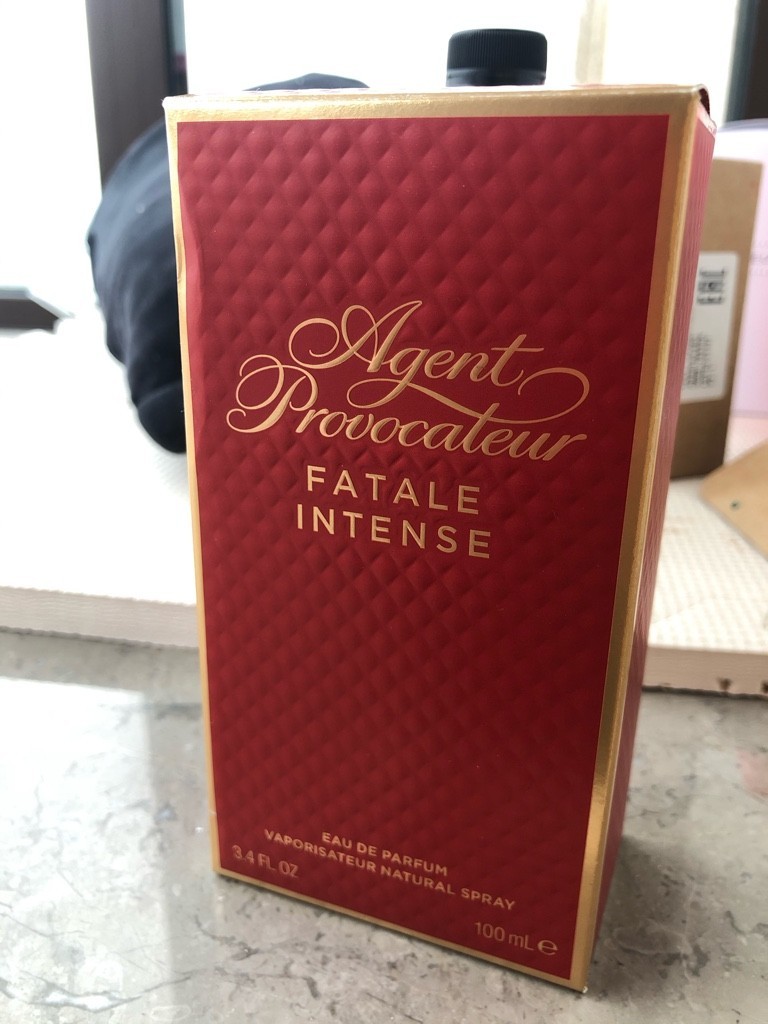 Agent
Provocateur
FATALE
INTENSE
EAU DE PARFUM
VAPORISATEUR NATURAL SPRAY
3.4 FL OZ
100 mL ℮